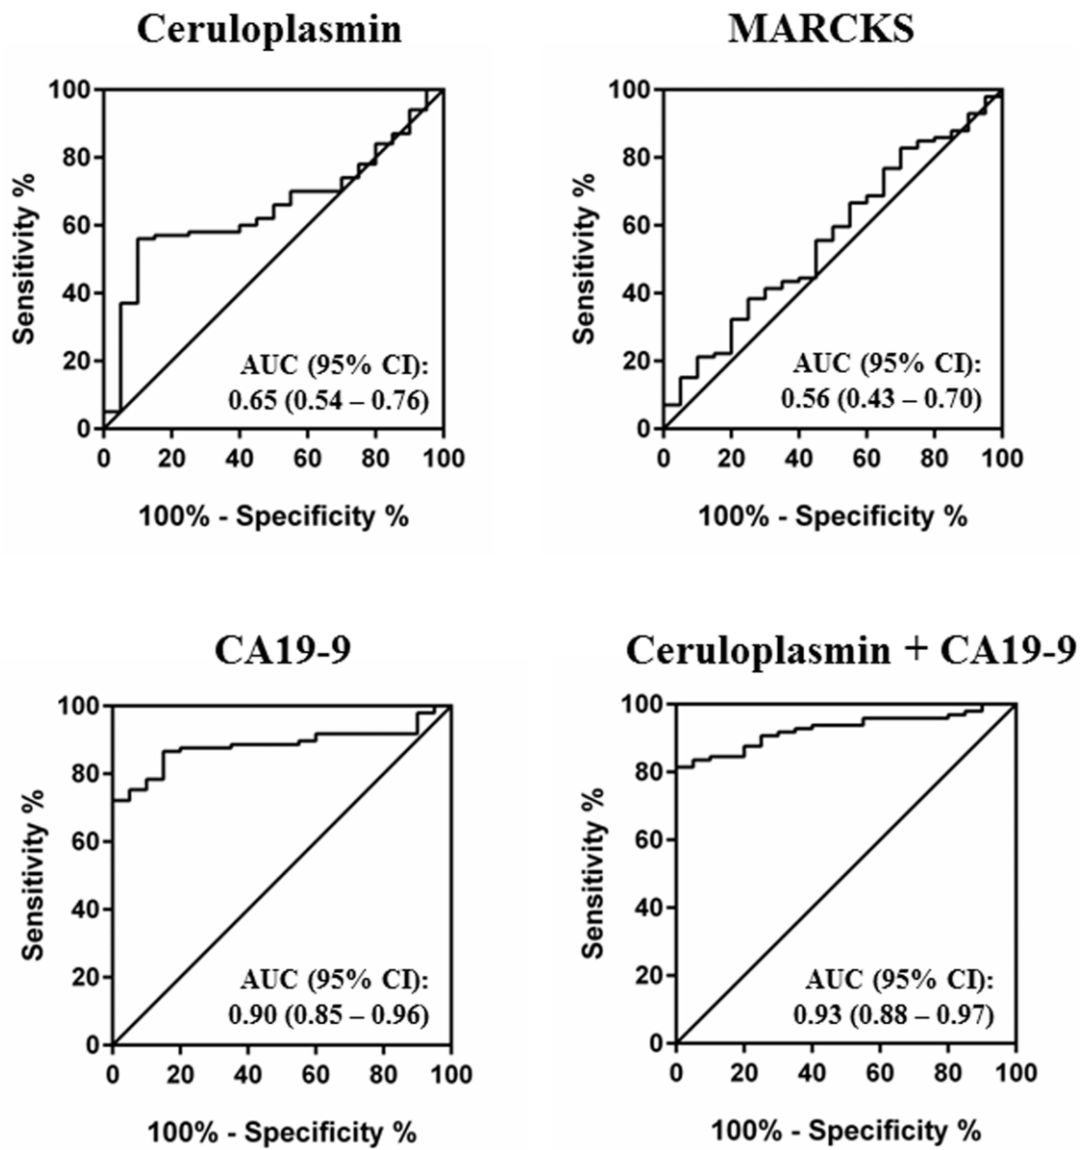 Ceruloplasmin
100
80
60
40
20
0
Sensitivity %
AUC (95% CI):
0.65 (0.54 – 0.76)
0 20 40 60 80 100
100% - Specificity %
MARCKS
100
80
60
40
20
0
Sensitivity %
AUC (95% CI):
0.56 (0.43 – 0.70)
0 20 40 60 80 100
100% - Specificity %
CA19-9
100
80
60
40
20
0
Sensitivity %
AUC (95% CI):
0.90 (0.85 – 0.96)
0 20 40 60 80 100
100% - Specificity %
Ceruloplasmin + CA19-9
100
80
60
40
20
0
Sensitivity %
AUC (95% CI):
0.93 (0.88 – 0.97)
0 20 40 60 80 100
100% - Specificity %